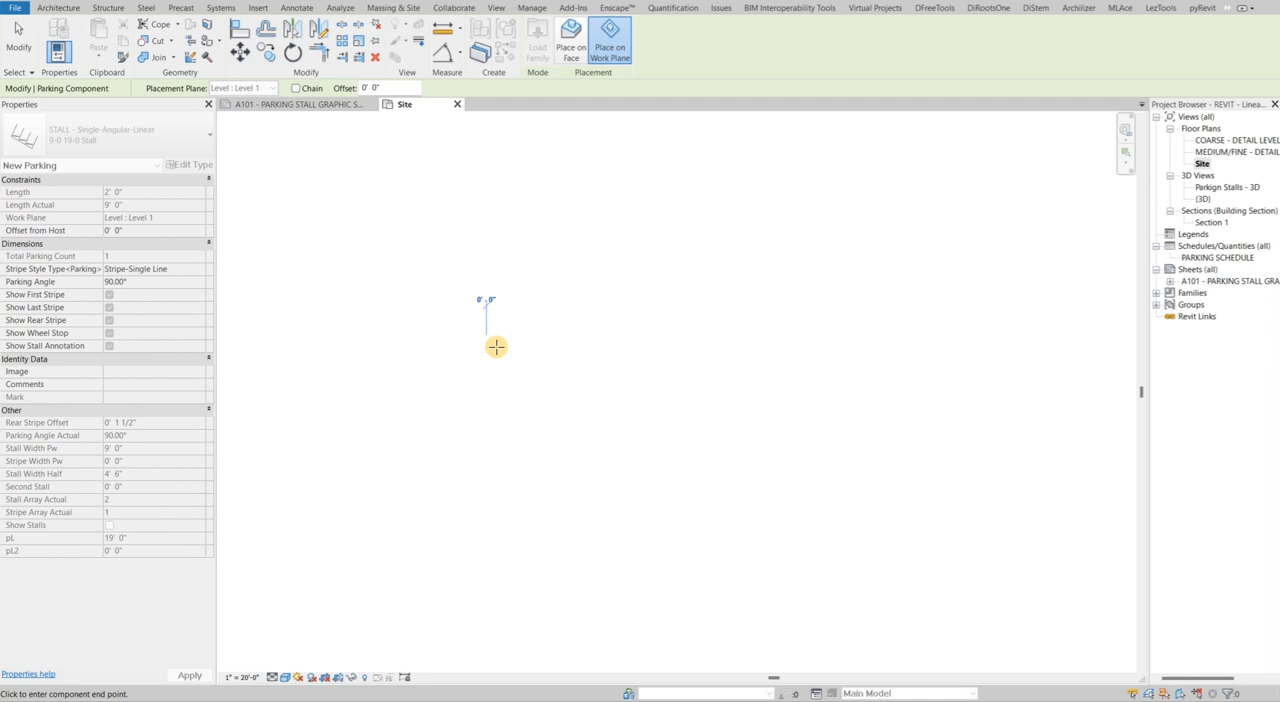 File Architecture Structure Steel Precast Systems Insert Annotate Analyze Massing & Site Collaborate View Manage Add-Ins Enscape™ Quantification Issues BIM Interoperability Tools Virtual Projects DFreeTools DiRootsOne DiStem Archilizer MLAce LezTools pyRevit
Cope
Cut
Join
Modify
Properties
Paste
Load
Family
Place on
Face
Place on
Work Plane
Select Properties Clipboard Geometry Modify View Measure Create Mode Placement
Modify | Parking Component Placement Plane: Level : Level 1 Chain Offset: 0' 0"
Properties
A101 - PARKING STALL GRAPHIC S...
Site
Project Browser - REVIT - Linea...
STALL - Single-Angular-Linear
9-0 19-0 Stall
New Parking Edit Type
Constraints
Length 2' 0"
Length Actual 9' 0"
Work Plane Level : Level 1
Offset from Host 0' 0"
Dimensions
Total Parking Count 1
Stripe Style Type<Parking> Stripe-Single Line
Parking Angle 90.00°
Show First Stripe
Show Last Stripe
Show Rear Stripe
Show Wheel Stop
Show Stall Annotation
Identity Data
Image
Comments
Mark
Other
Rear Stripe Offset 0' 1 1/2"
Parking Angle Actual 90.00°
Stall Width Pw 9' 0"
Stripe Width Pw 0' 0"
Stall Width Half 4' 6"
Second Stall 0' 0"
Stall Array Actual 2
Stripe Array Actual 1
Show Stalls
pL 19' 0"
pL2 0' 0"
Properties help Apply
0' 0"
Views (all)
Floor Plans
COARSE - DETAIL LEVEL
MEDIUM/FINE - DETAIL
Site
3D Views
Parkign Stalls - 3D
{3D}
Sections (Building Section)
Section 1
Legends
Schedules/Quantities (all)
PARKING SCHEDULE
Sheets (all)
A101 - PARKING STALL GRA
Families
Groups
Revit Links
1" = 20'-0"
Click to enter component end point. :0 Main Model :0